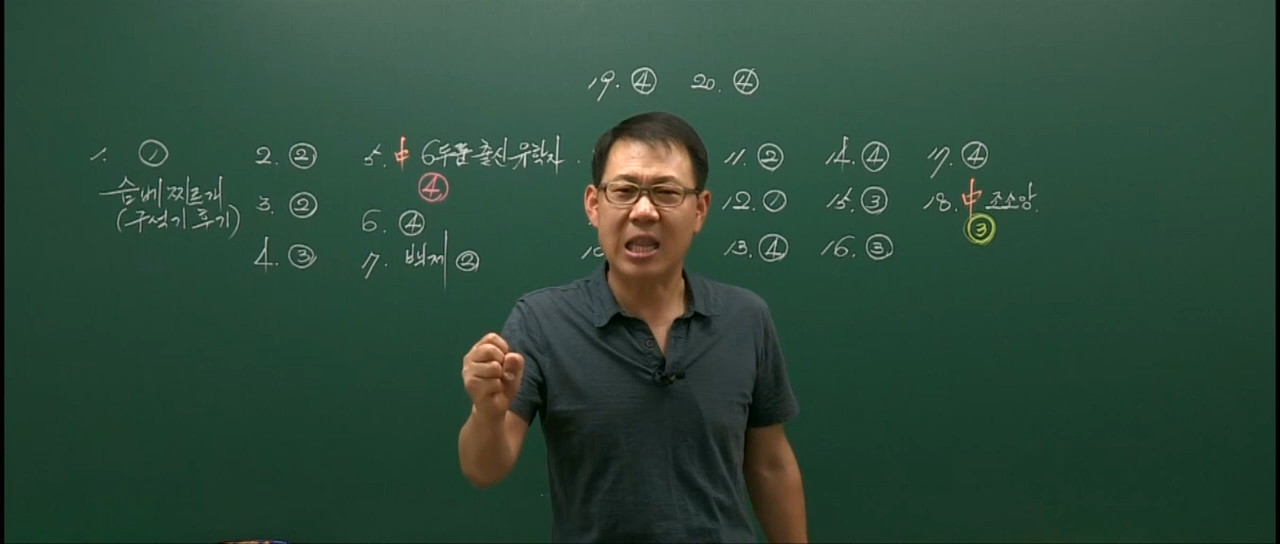 19. ④ 20. ④
1. ①
슴베찌르개
(구석기 후기)
2. ②
3. ②
4. ③
5. 中 6두품 출신 유학자
④
6. ④
7. 백제 ②
10
11. ②
12. ①
13. ④
14. ④
15. ③
16. ③
17. ④
18. 中 조소앙.
③